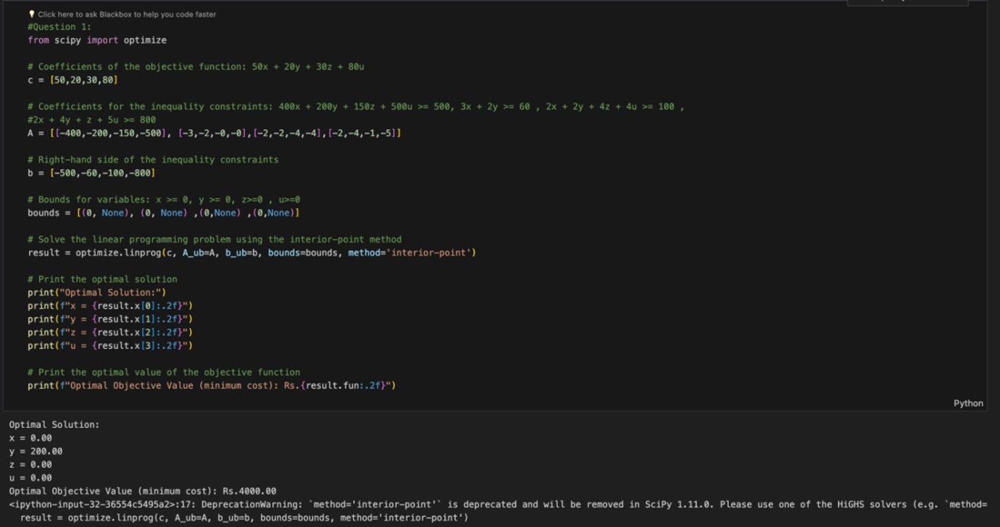 Click here to ask Blackbox to help you code faster
#Question 1:
from scipy import optimize
# Coefficients of the objective function: 50x + 20y + 30z + 80u
c = [50,20,30,80]
# Coefficients for the inequality constraints: 400x + 200y + 150z + 500u >= 500, 3x + 2y >= 60 , 2x + 2y + 4z + 4u >= 100 ,
#2x + 4y + z + 5u >= 800
A = [[-400,-200,-150,-500], [-3,-2,-0,-0],[-2,-2,-4,-4],[-2,-4,-1,-5]]
# Right-hand side of the inequality constraints
b = [-500,-60,-100,-800]
# Bounds for variables: x >= 0, y >= 0, z>=0 , u>=0
bounds = [(0, None), (0, None) ,(0,None) ,(0,None)]
# Solve the linear programming problem using the interior-point method
result = optimize.linprog(c, A_ub=A, b_ub=b, bounds=bounds, method='interior-point')
# Print the optimal solution
print("Optimal Solution:")
print(f"x = {result.x[0]:.2f}")
print(f"y = {result.x[1]:.2f}")
print(f"z = {result.x[2]:.2f}")
print(f"u = {result.x[3]:.2f}")
# Print the optimal value of the objective function
print(f"Optimal Objective Value (minimum cost): Rs.{result.fun:.2f}")
Python
Optimal Solution:
x = 0.00
y = 200.00
z = 0.00
u = 0.00
Optimal Objective Value (minimum cost): Rs.4000.00
<ipython-input-32-36554c5495a2>:17: DeprecationWarning: `method='interior-point'` is deprecated and will be removed in SciPy 1.11.0. Please use one of the HiGHS solvers (e.g. `method=
result = optimize.linprog(c, A_ub=A, b_ub=b, bounds=bounds, method='interior-point')